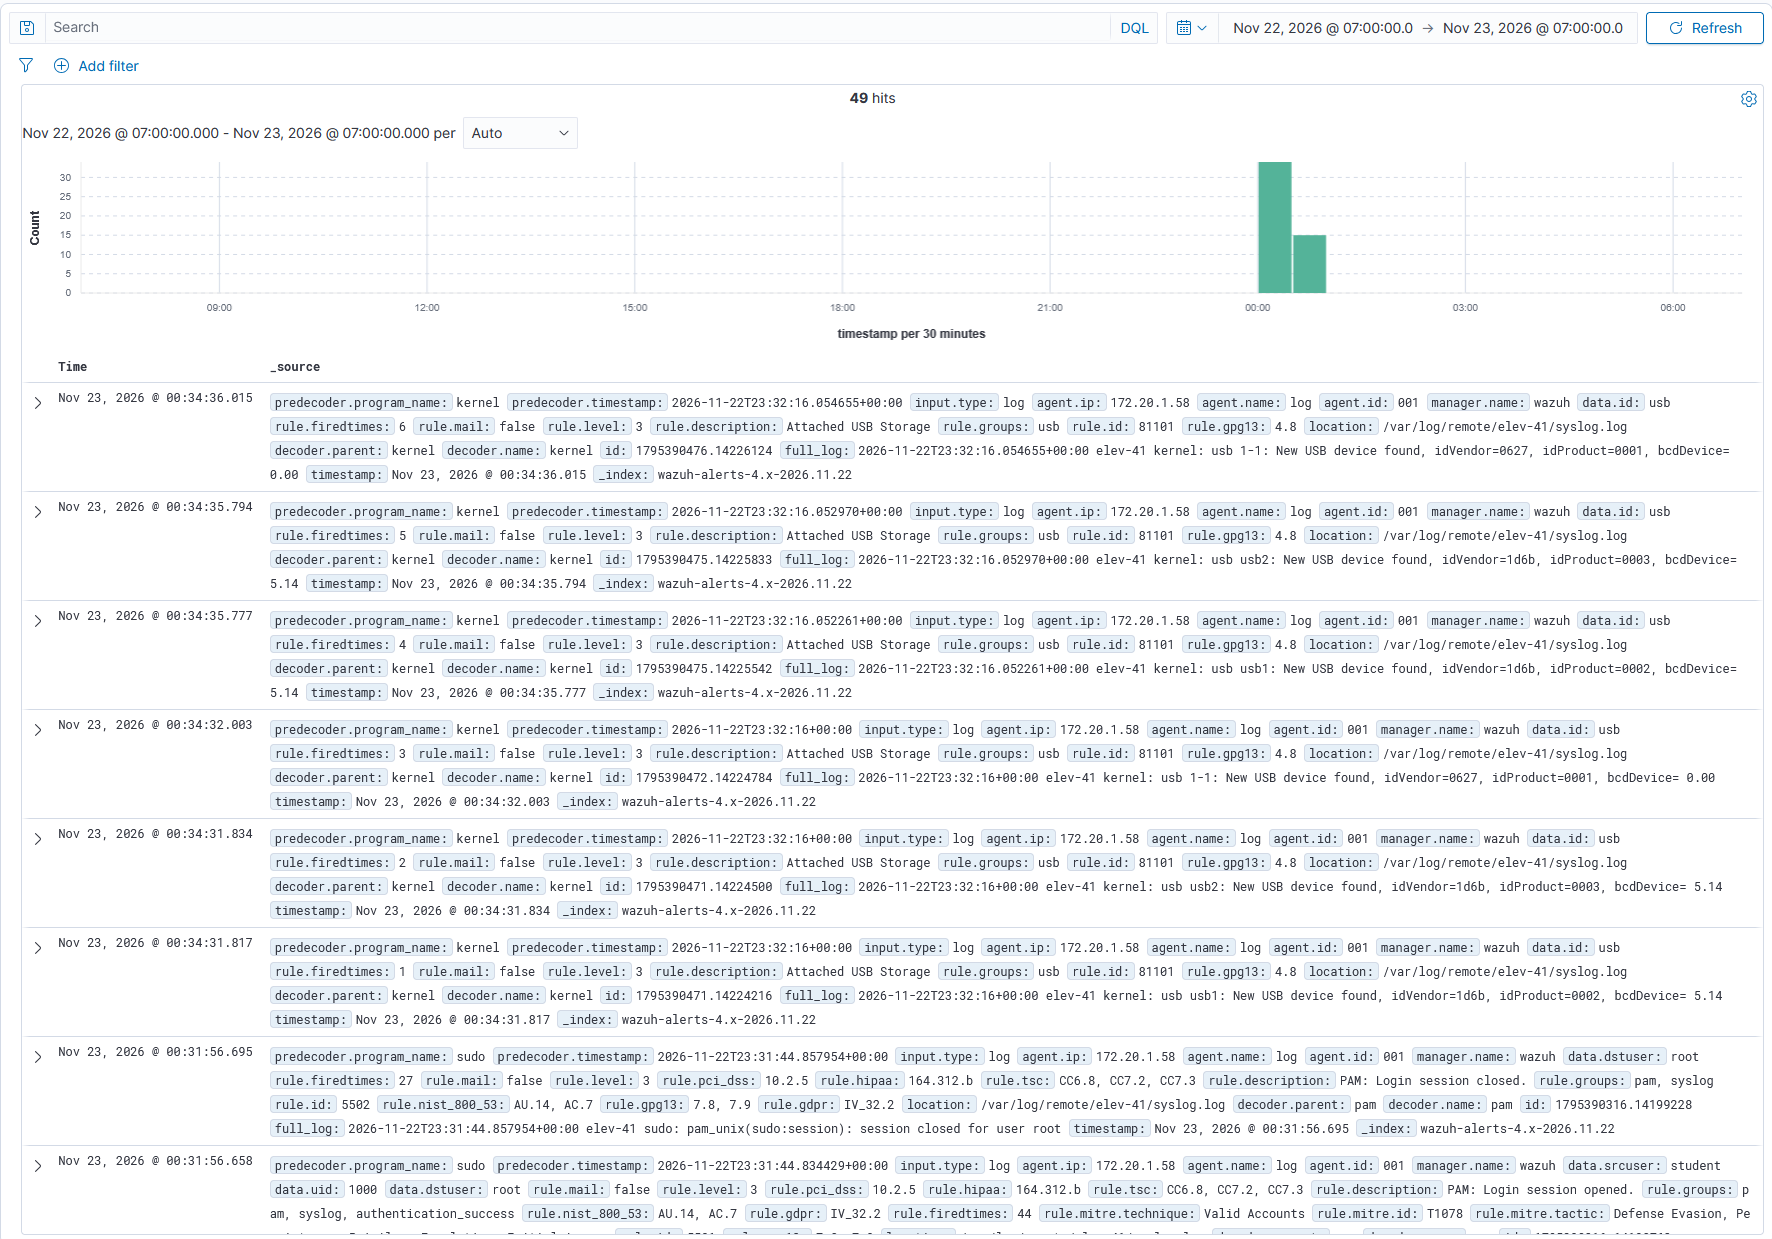 Search DQL Nov 22, 2026 @ 07:00:00.0 → Nov 23, 2026 @ 07:00:00.0 Refresh
Add filter
49 hits
Nov 22, 2026 @ 07:00:00.000 - Nov 23, 2026 @ 07:00:00.000 per Auto
30
25
20
15
10
5
0
Count
09:00 12:00 15:00 18:00 21:00 00:00 03:00 06:00
timestamp per 30 minutes
Time _source
Nov 23, 2026 @ 00:34:36.015 predecoder.program_name: kernel predecoder.timestamp: 2026-11-22T23:32:16.054655+00:00 input.type: log agent.ip: 172.20.1.58 agent.name: log agent.id: 001 manager.name: wazuh data.id: usb
rule.firedtimes: 6 rule.mail: false rule.level: 3 rule.description: Attached USB Storage rule.groups: usb rule.id: 81101 rule.gpg13: 4.8 location: /var/log/remote/elev-41/syslog.log
decoder.parent: kernel decoder.name: kernel id: 1795390476.14226124 full_log: 2026-11-22T23:32:16.054655+00:00 elev-41 kernel: usb 1-1: New USB device found, idVendor=0627, idProduct=0001, bcdDevice=
0.00 timestamp: Nov 23, 2026 @ 00:34:36.015 _index: wazuh-alerts-4.x-2026.11.22
Nov 23, 2026 @ 00:34:35.794 predecoder.program_name: kernel predecoder.timestamp: 2026-11-22T23:32:16.052970+00:00 input.type: log agent.ip: 172.20.1.58 agent.name: log agent.id: 001 manager.name: wazuh data.id: usb
rule.firedtimes: 5 rule.mail: false rule.level: 3 rule.description: Attached USB Storage rule.groups: usb rule.id: 81101 rule.gpg13: 4.8 location: /var/log/remote/elev-41/syslog.log
decoder.parent: kernel decoder.name: kernel id: 1795390475.14225833 full_log: 2026-11-22T23:32:16.052970+00:00 elev-41 kernel: usb usb2: New USB device found, idVendor=1d6b, idProduct=0003, bcdDevice=
5.14 timestamp: Nov 23, 2026 @ 00:34:35.794 _index: wazuh-alerts-4.x-2026.11.22
Nov 23, 2026 @ 00:34:35.777 predecoder.program_name: kernel predecoder.timestamp: 2026-11-22T23:32:16.052261+00:00 input.type: log agent.ip: 172.20.1.58 agent.name: log agent.id: 001 manager.name: wazuh data.id: usb
rule.firedtimes: 4 rule.mail: false rule.level: 3 rule.description: Attached USB Storage rule.groups: usb rule.id: 81101 rule.gpg13: 4.8 location: /var/log/remote/elev-41/syslog.log
decoder.parent: kernel decoder.name: kernel id: 1795390475.14225542 full_log: 2026-11-22T23:32:16.052261+00:00 elev-41 kernel: usb usb1: New USB device found, idVendor=1d6b, idProduct=0002, bcdDevice=
5.14 timestamp: Nov 23, 2026 @ 00:34:35.777 _index: wazuh-alerts-4.x-2026.11.22
Nov 23, 2026 @ 00:34:32.003 predecoder.program_name: kernel predecoder.timestamp: 2026-11-22T23:32:16+00:00 input.type: log agent.ip: 172.20.1.58 agent.name: log agent.id: 001 manager.name: wazuh data.id: usb
rule.firedtimes: 3 rule.mail: false rule.level: 3 rule.description: Attached USB Storage rule.groups: usb rule.id: 81101 rule.gpg13: 4.8 location: /var/log/remote/elev-41/syslog.log
decoder.parent: kernel decoder.name: kernel id: 1795390472.14224784 full_log: 2026-11-22T23:32:16+00:00 elev-41 kernel: usb 1-1: New USB device found, idVendor=0627, idProduct=0001, bcdDevice= 0.00
timestamp: Nov 23, 2026 @ 00:34:32.003 _index: wazuh-alerts-4.x-2026.11.22
Nov 23, 2026 @ 00:34:31.834 predecoder.program_name: kernel predecoder.timestamp: 2026-11-22T23:32:16+00:00 input.type: log agent.ip: 172.20.1.58 agent.name: log agent.id: 001 manager.name: wazuh data.id: usb
rule.firedtimes: 2 rule.mail: false rule.level: 3 rule.description: Attached USB Storage rule.groups: usb rule.id: 81101 rule.gpg13: 4.8 location: /var/log/remote/elev-41/syslog.log
decoder.parent: kernel decoder.name: kernel id: 1795390471.14224500 full_log: 2026-11-22T23:32:16+00:00 elev-41 kernel: usb usb2: New USB device found, idVendor=1d6b, idProduct=0003, bcdDevice= 5.14
timestamp: Nov 23, 2026 @ 00:34:31.834 _index: wazuh-alerts-4.x-2026.11.22
Nov 23, 2026 @ 00:34:31.817 predecoder.program_name: kernel predecoder.timestamp: 2026-11-22T23:32:16+00:00 input.type: log agent.ip: 172.20.1.58 agent.name: log agent.id: 001 manager.name: wazuh data.id: usb
rule.firedtimes: 1 rule.mail: false rule.level: 3 rule.description: Attached USB Storage rule.groups: usb rule.id: 81101 rule.gpg13: 4.8 location: /var/log/remote/elev-41/syslog.log
decoder.parent: kernel decoder.name: kernel id: 1795390471.14224216 full_log: 2026-11-22T23:32:16+00:00 elev-41 kernel: usb usb1: New USB device found, idVendor=1d6b, idProduct=0002, bcdDevice= 5.14
timestamp: Nov 23, 2026 @ 00:34:31.817 _index: wazuh-alerts-4.x-2026.11.22
Nov 23, 2026 @ 00:31:56.695 predecoder.program_name: sudo predecoder.timestamp: 2026-11-22T23:31:44.857954+00:00 input.type: log agent.ip: 172.20.1.58 agent.name: log agent.id: 001 manager.name: wazuh data.dstuser: root
rule.firedtimes: 27 rule.mail: false rule.level: 3 rule.pci_dss: 10.2.5 rule.hipaa: 164.312.b rule.tsc: CC6.8, CC7.2, CC7.3 rule.description: PAM: Login session closed. rule.groups: pam, syslog
rule.id: 5502 rule.nist_800_53: AU.14, AC.7 rule.gpg13: 7.8, 7.9 rule.gdpr: IV_32.2 location: /var/log/remote/elev-41/syslog.log decoder.parent: pam decoder.name: pam id: 1795390316.14199228
full_log: 2026-11-22T23:31:44.857954+00:00 elev-41 sudo: pam_unix(sudo:session): session closed for user root timestamp: Nov 23, 2026 @ 00:31:56.695 _index: wazuh-alerts-4.x-2026.11.22
Nov 23, 2026 @ 00:31:56.658 predecoder.program_name: sudo predecoder.timestamp: 2026-11-22T23:31:44.834429+00:00 input.type: log agent.ip: 172.20.1.58 agent.name: log agent.id: 001 manager.name: wazuh data.srcuser: student
data.uid: 1000 data.dstuser: root rule.mail: false rule.level: 3 rule.pci_dss: 10.2.5 rule.hipaa: 164.312.b rule.tsc: CC6.8, CC7.2, CC7.3 rule.description: PAM: Login session opened. rule.groups: p
am, syslog, authentication_success rule.nist_800_53: AU.14, AC.7 rule.gdpr: IV_32.2 rule.firedtimes: 44 rule.mitre.technique: Valid Accounts rule.mitre.id: T1078 rule.mitre.tactic: Defense Evasion, Pe